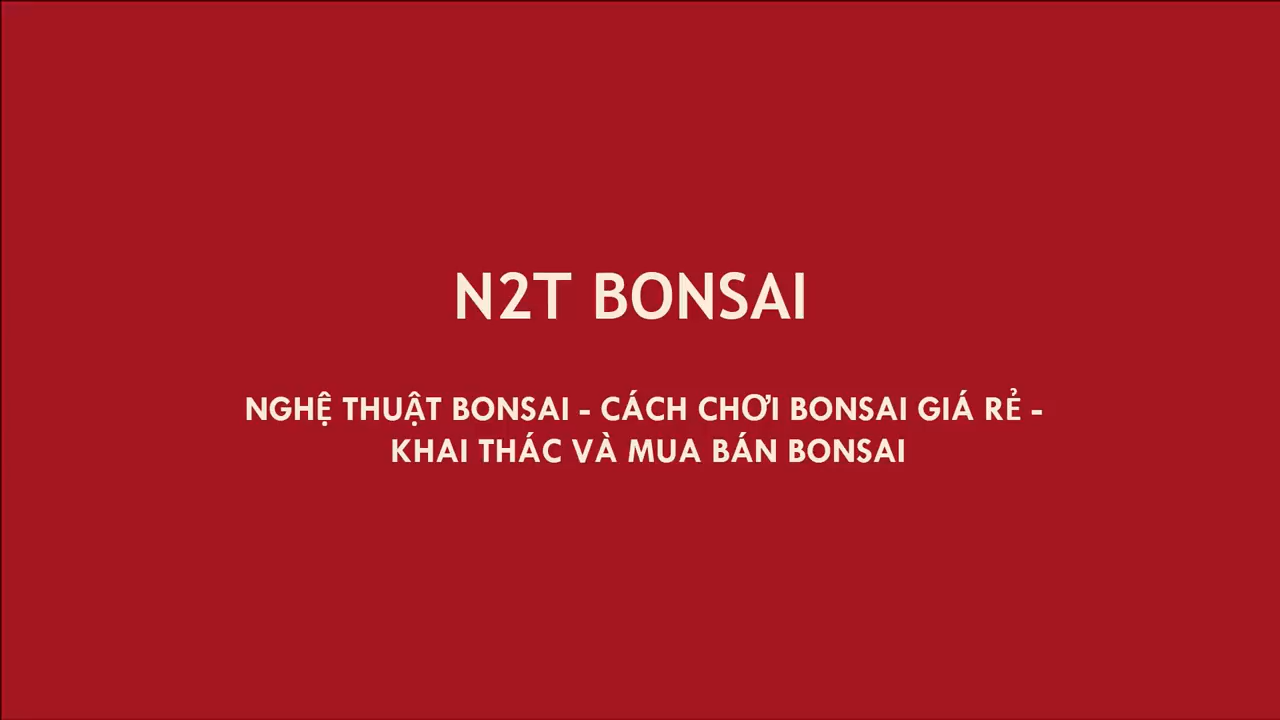 N2T BONSAI
NGHỆ THUẬT BONSAI - CÁCH CHƠI BONSAI GIÁ RẺ -
KHAI THÁC VÀ MUA BÁN BONSAI